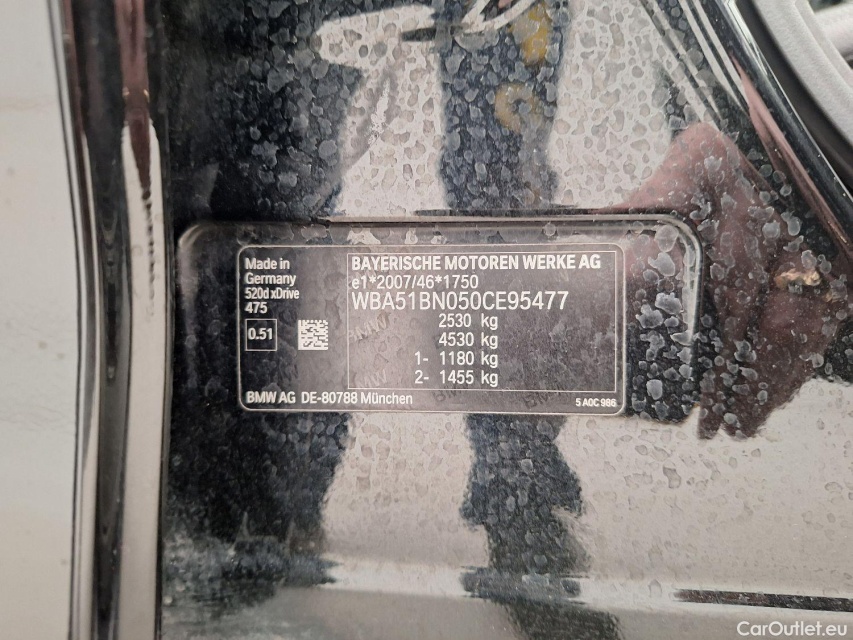 Made in
Germany
520d xDrive
475
0.51
BAYERISCHE MOTOREN WERKE AG
e1*2007/46*1750
WBA51BN050CE95477
2530 kg
4530 kg
1- 1180 kg
2- 1455 kg
BMW AG DE-80788 München
5 A0C 986
CarOutlet.eu